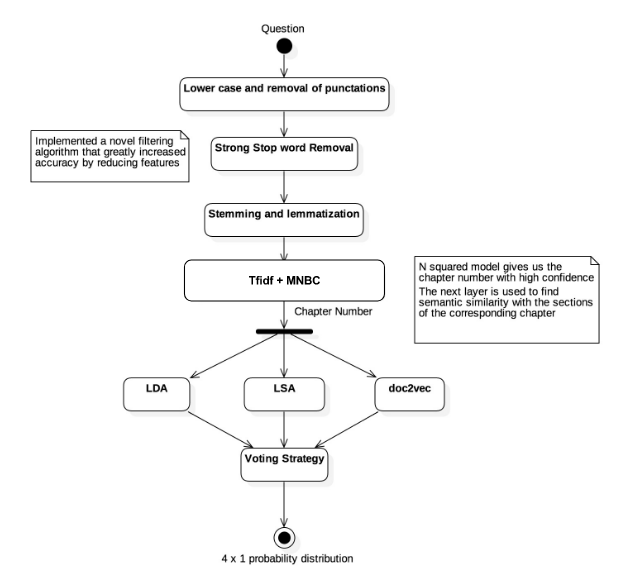 Question
Lower case and removal of punctations
Implemented a novel filtering
algorithm that greatly increased
accuracy by reducing features
Strong Stop word Removal
Stemming and lemmatization
Tfidf + MNBC
N squared model gives us the
chapter number with high confidence
The next layer is used to find
semantic similarity with the sections
of the corresponding chapter
Chapter Number
LDA
LSA
doc2vec
Voting Strategy
4 x 1 probability distribution